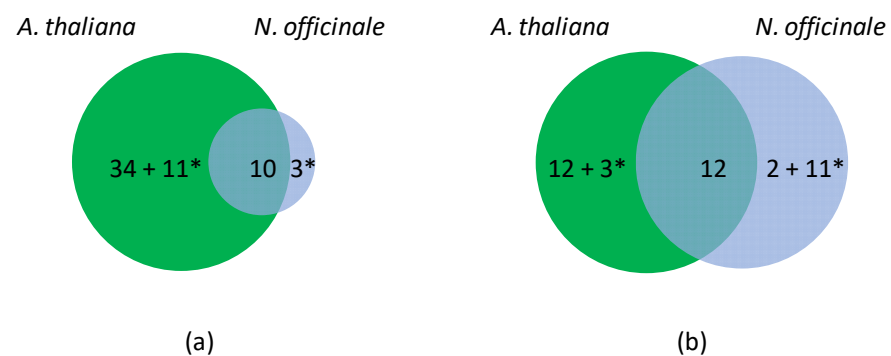 A. thaliana N. officinale A. thaliana N. officinale
34 + 11* 10 3* 12 + 3* 12 2 + 11*
(a) (b)